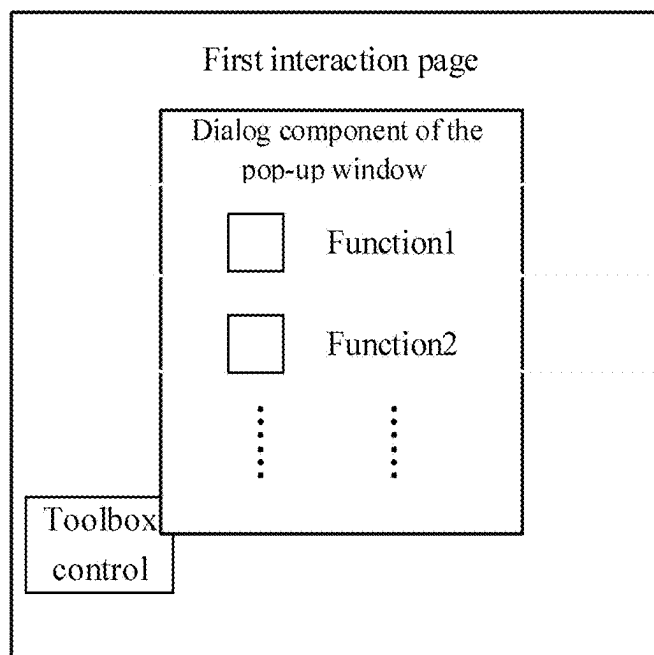 First interaction page
Dialog component of the
pop-up window
Function1
Function2
Toolbox
control